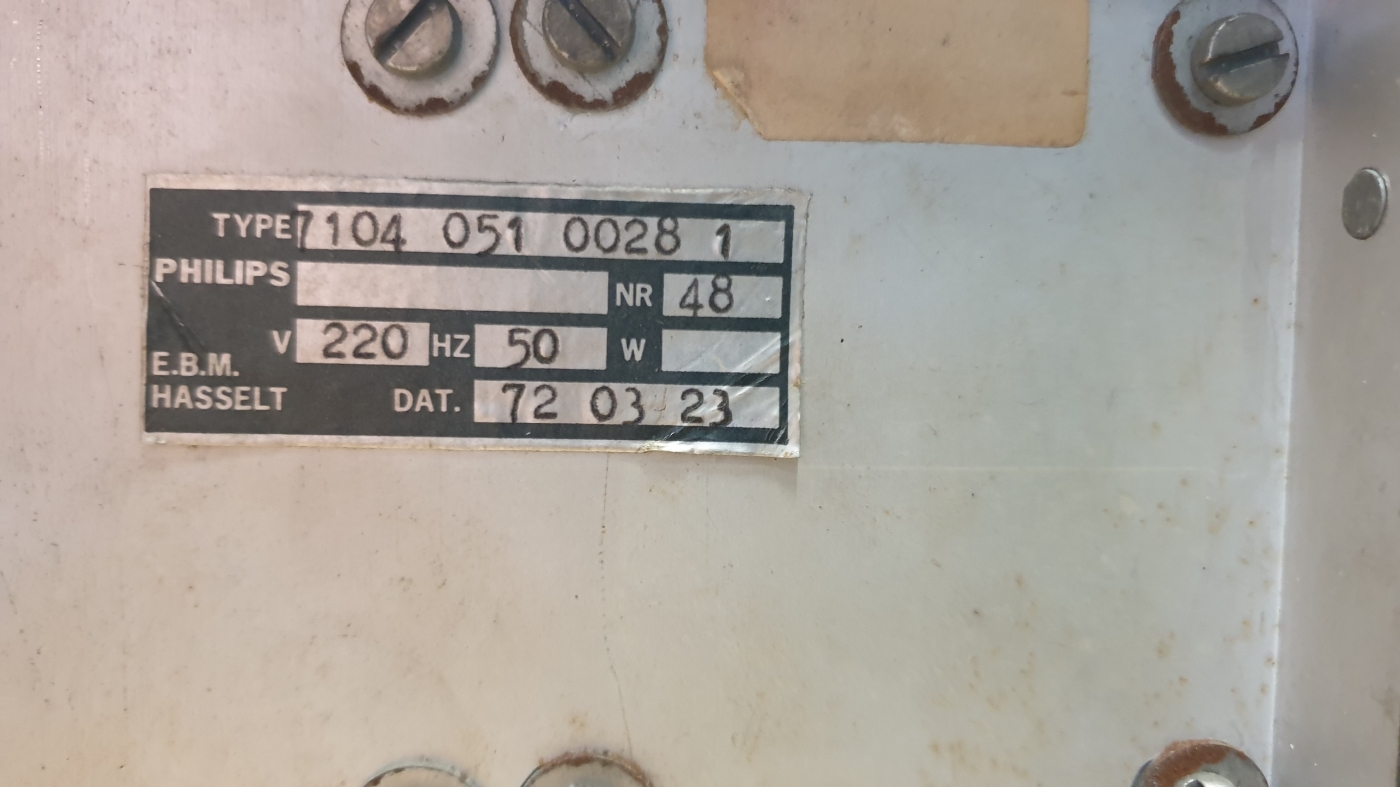 TYPE 7104 051 0028 1
PHILIPS NR 48
V 220 HZ 50 W
E.B.M.
HASSELT DAT. 72 03 23